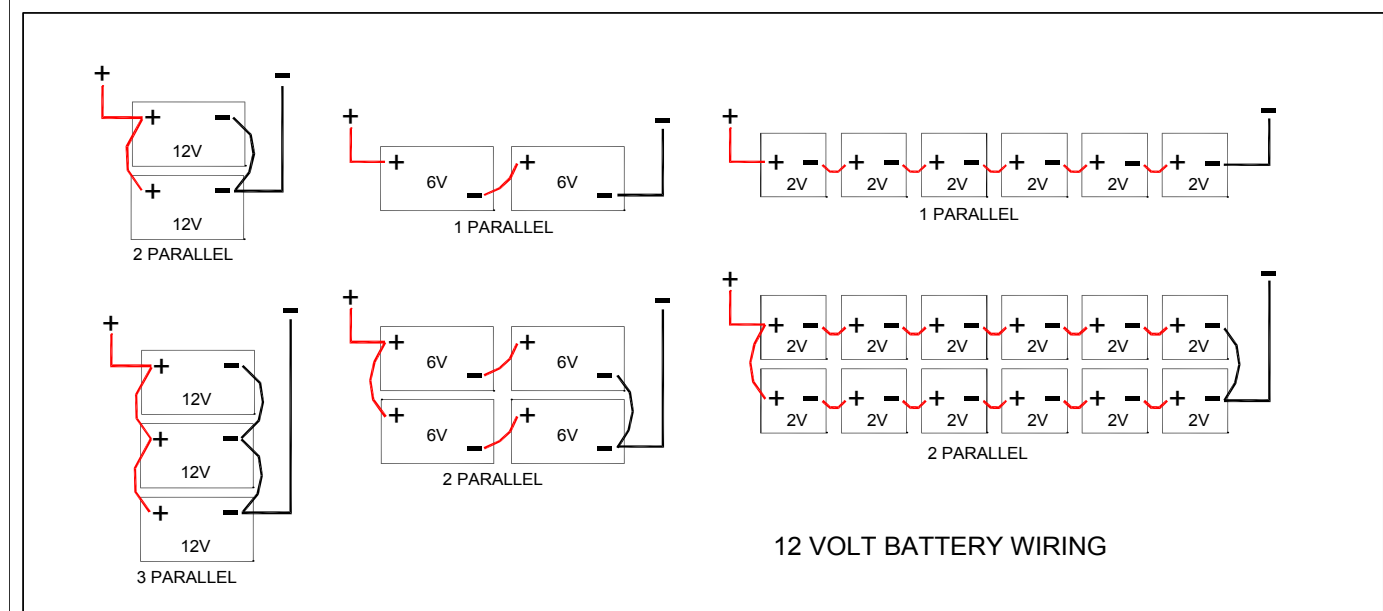 + -
+ -
12V
+ -
12V
2 PARALLEL
+ -
+ 6V - + 6V -
1 PARALLEL
+ -
+ - + - + - + - + - + -
2V 2V 2V 2V 2V 2V
1 PARALLEL
+ -
+ -
12V
+ -
12V
+ -
12V
3 PARALLEL
+ -
+ 6V - + 6V -
+ 6V - + 6V -
2 PARALLEL
+ -
+ - + - + - + - + - + -
2V 2V 2V 2V 2V 2V
+ - + - + - + - + - + -
2V 2V 2V 2V 2V 2V
2 PARALLEL
12 VOLT BATTERY WIRING